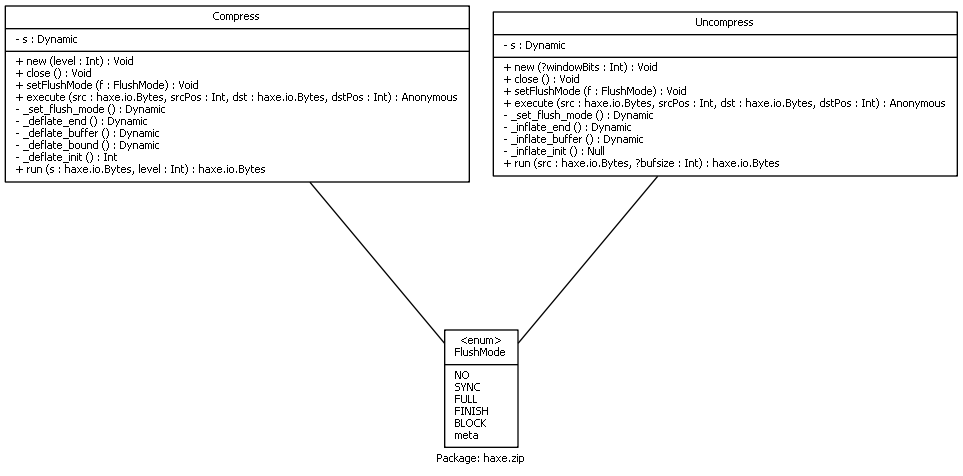 Compress
- s : Dynamic
+ new (level : Int) : Void
+ close () : Void
+ setFlushMode (f : FlushMode) : Void
+ execute (src : haxe.io.Bytes, srcPos : Int, dst : haxe.io.Bytes, dstPos : Int) : Anonymous
- _set_flush_mode () : Dynamic
- _deflate_end () : Dynamic
- _deflate_buffer () : Dynamic
- _deflate_bound () : Dynamic
- _deflate_init () : Int
+ run (s : haxe.io.Bytes, level : Int) : haxe.io.Bytes
Uncompress
- s : Dynamic
+ new (?windowBits : Int) : Void
+ close () : Void
+ setFlushMode (f : FlushMode) : Void
+ execute (src : haxe.io.Bytes, srcPos : Int, dst : haxe.io.Bytes, dstPos : Int) : Anonymous
- _set_flush_mode () : Dynamic
- _inflate_end () : Dynamic
- _inflate_buffer () : Dynamic
- _inflate_init () : Null
+ run (src : haxe.io.Bytes, ?bufsize : Int) : haxe.io.Bytes
<enum>
FlushMode
NO
SYNC
FULL
FINISH
BLOCK
meta
Package: haxe.zip